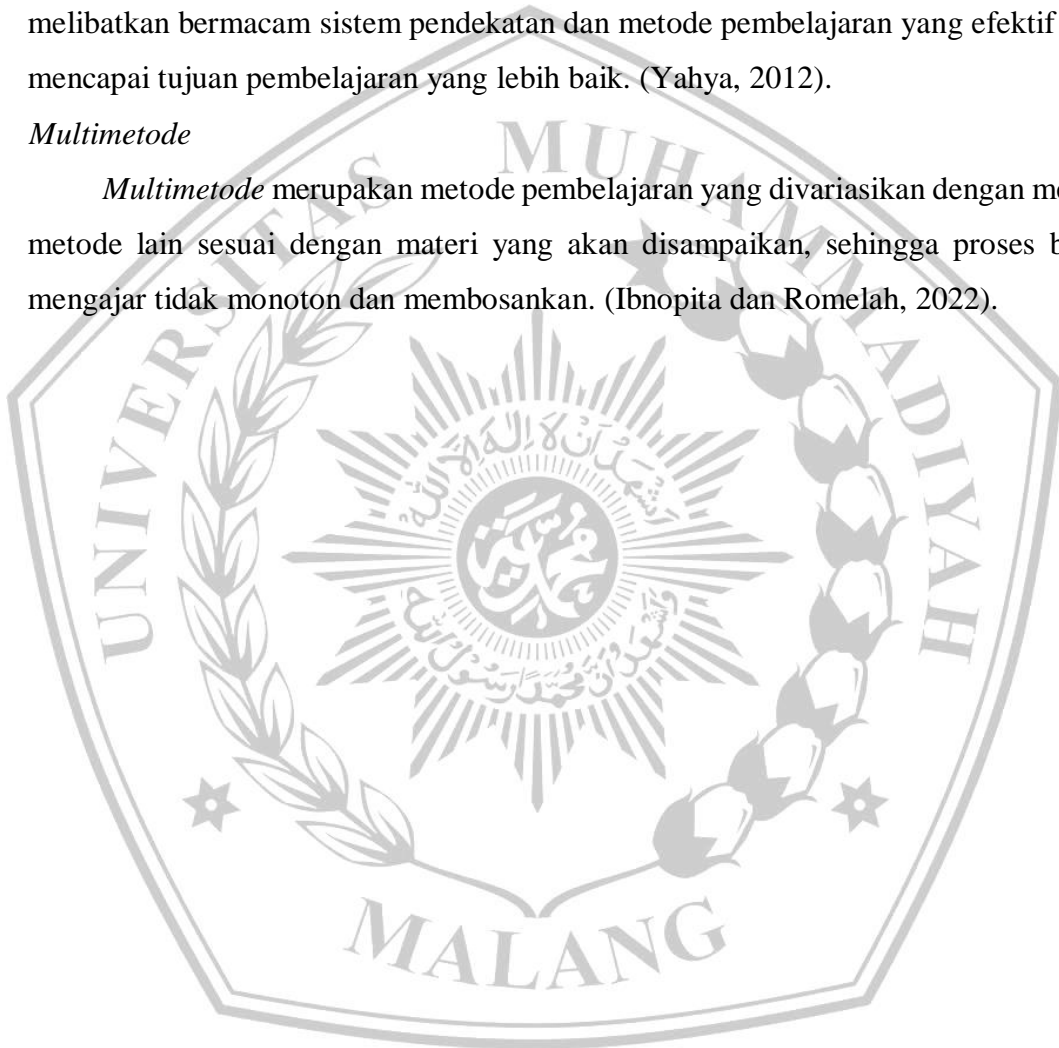 melibatkan bermacam sistem pendekatan dan metode pembelajaran yang efektif
mencapai tujuan pembelajaran yang lebih baik. (Yahya, 2012).
Multimetode
Multimetode merupakan metode pembelajaran yang divariasikan dengan
metode lain sesuai dengan materi yang akan disampaikan, sehingga proses
mengajar tidak monoton dan membosankan. (Ibnopita dan Romelah, 2022).
UNIVERSITAS MUHAMMADIYAH
MALANG